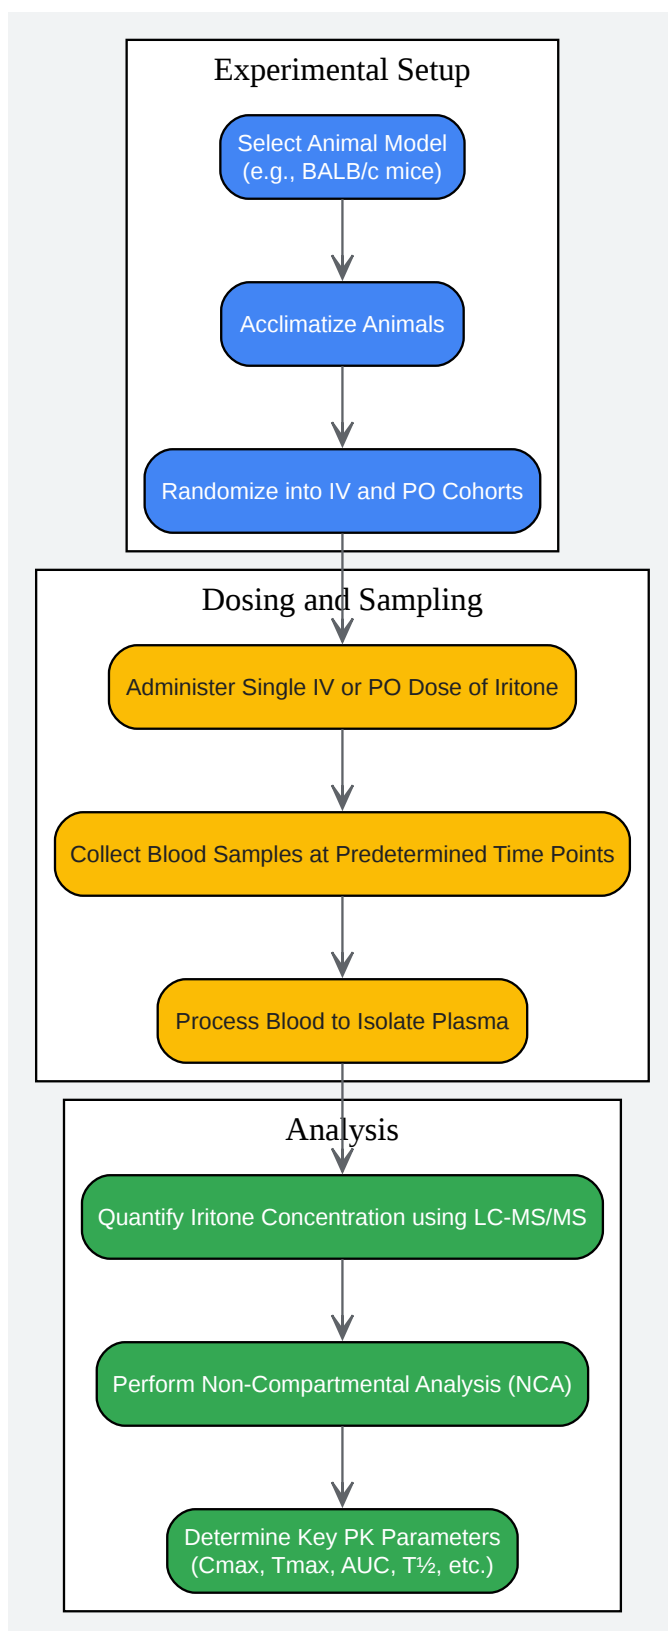 Experimental Setup
Select Animal Model
(e.g., BALB/c mice)
Acclimatize Animals
Randomize into IV and PO Cohorts
Dosing and Sampling
Administer Single IV or PO Dose of Iritone
Collect Blood Samples at Predetermined Time Points
Process Blood to Isolate Plasma
Analysis
Quantify Iritone Concentration using LC-MS/MS
Perform Non-Compartmental Analysis (NCA)
Determine Key PK Parameters
(Cmax, Tmax, AUC, T½, etc.)